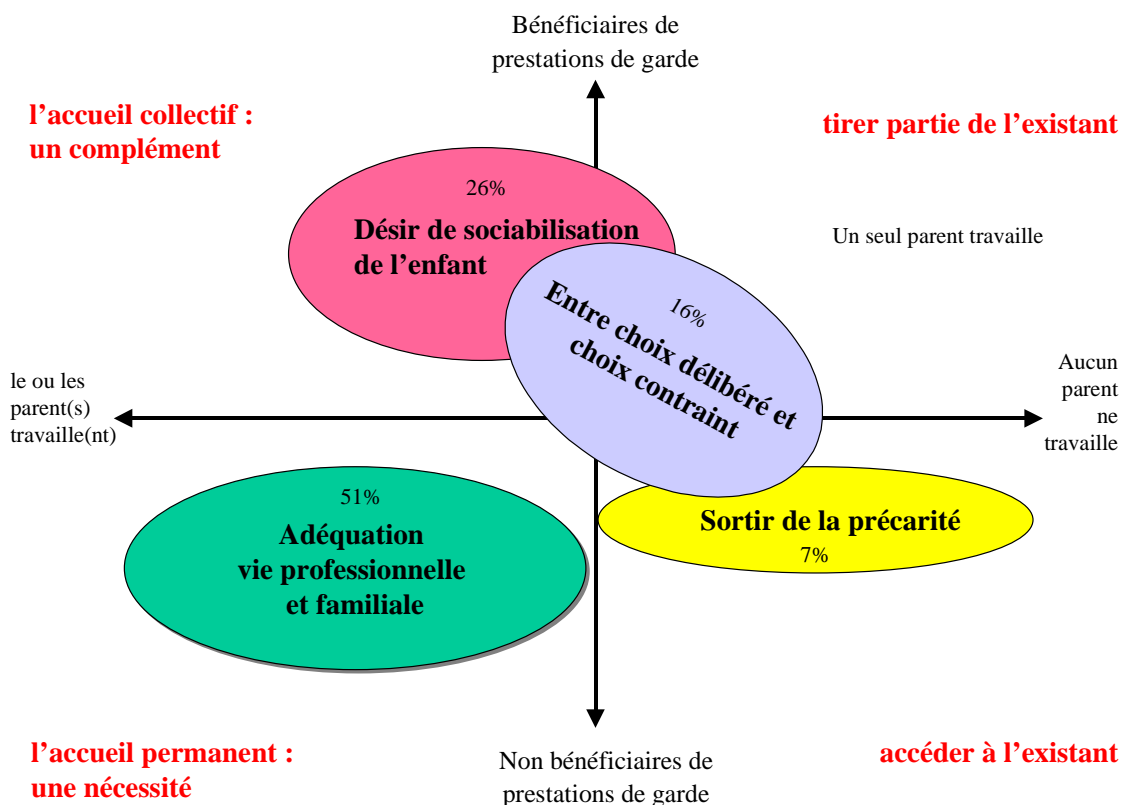 Bénéficiaires de
prestations de garde
l’accueil collectif :
un complément
tirer partie de l’existant
26%
Désir de sociabilisation
de l’enfant
Un seul parent travaille
16%
Entre choix délibéré et
choix contraint
le ou les
parent(s)
travaille(nt)
Aucun
parent
ne
travaille
51%
Adéquation
vie professionnelle
et familiale
Sortir de la précarité
7%
l’accueil permanent :
une nécessité
Non bénéficiaires de
prestations de garde
accéder à l’existant